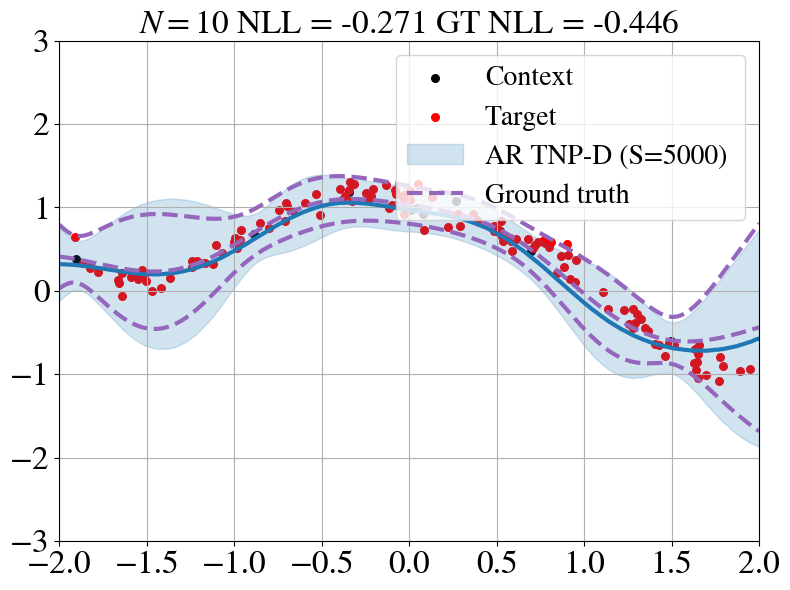 N = 10 NLL = -0.271 GT NLL = -0.446
Context
Target
AR TNP-D (S=5000)
Ground truth
3
2
1
0
−1
−2
−3
−2.0 −1.5 −1.0 −0.5 0.0 0.5 1.0 1.5 2.0